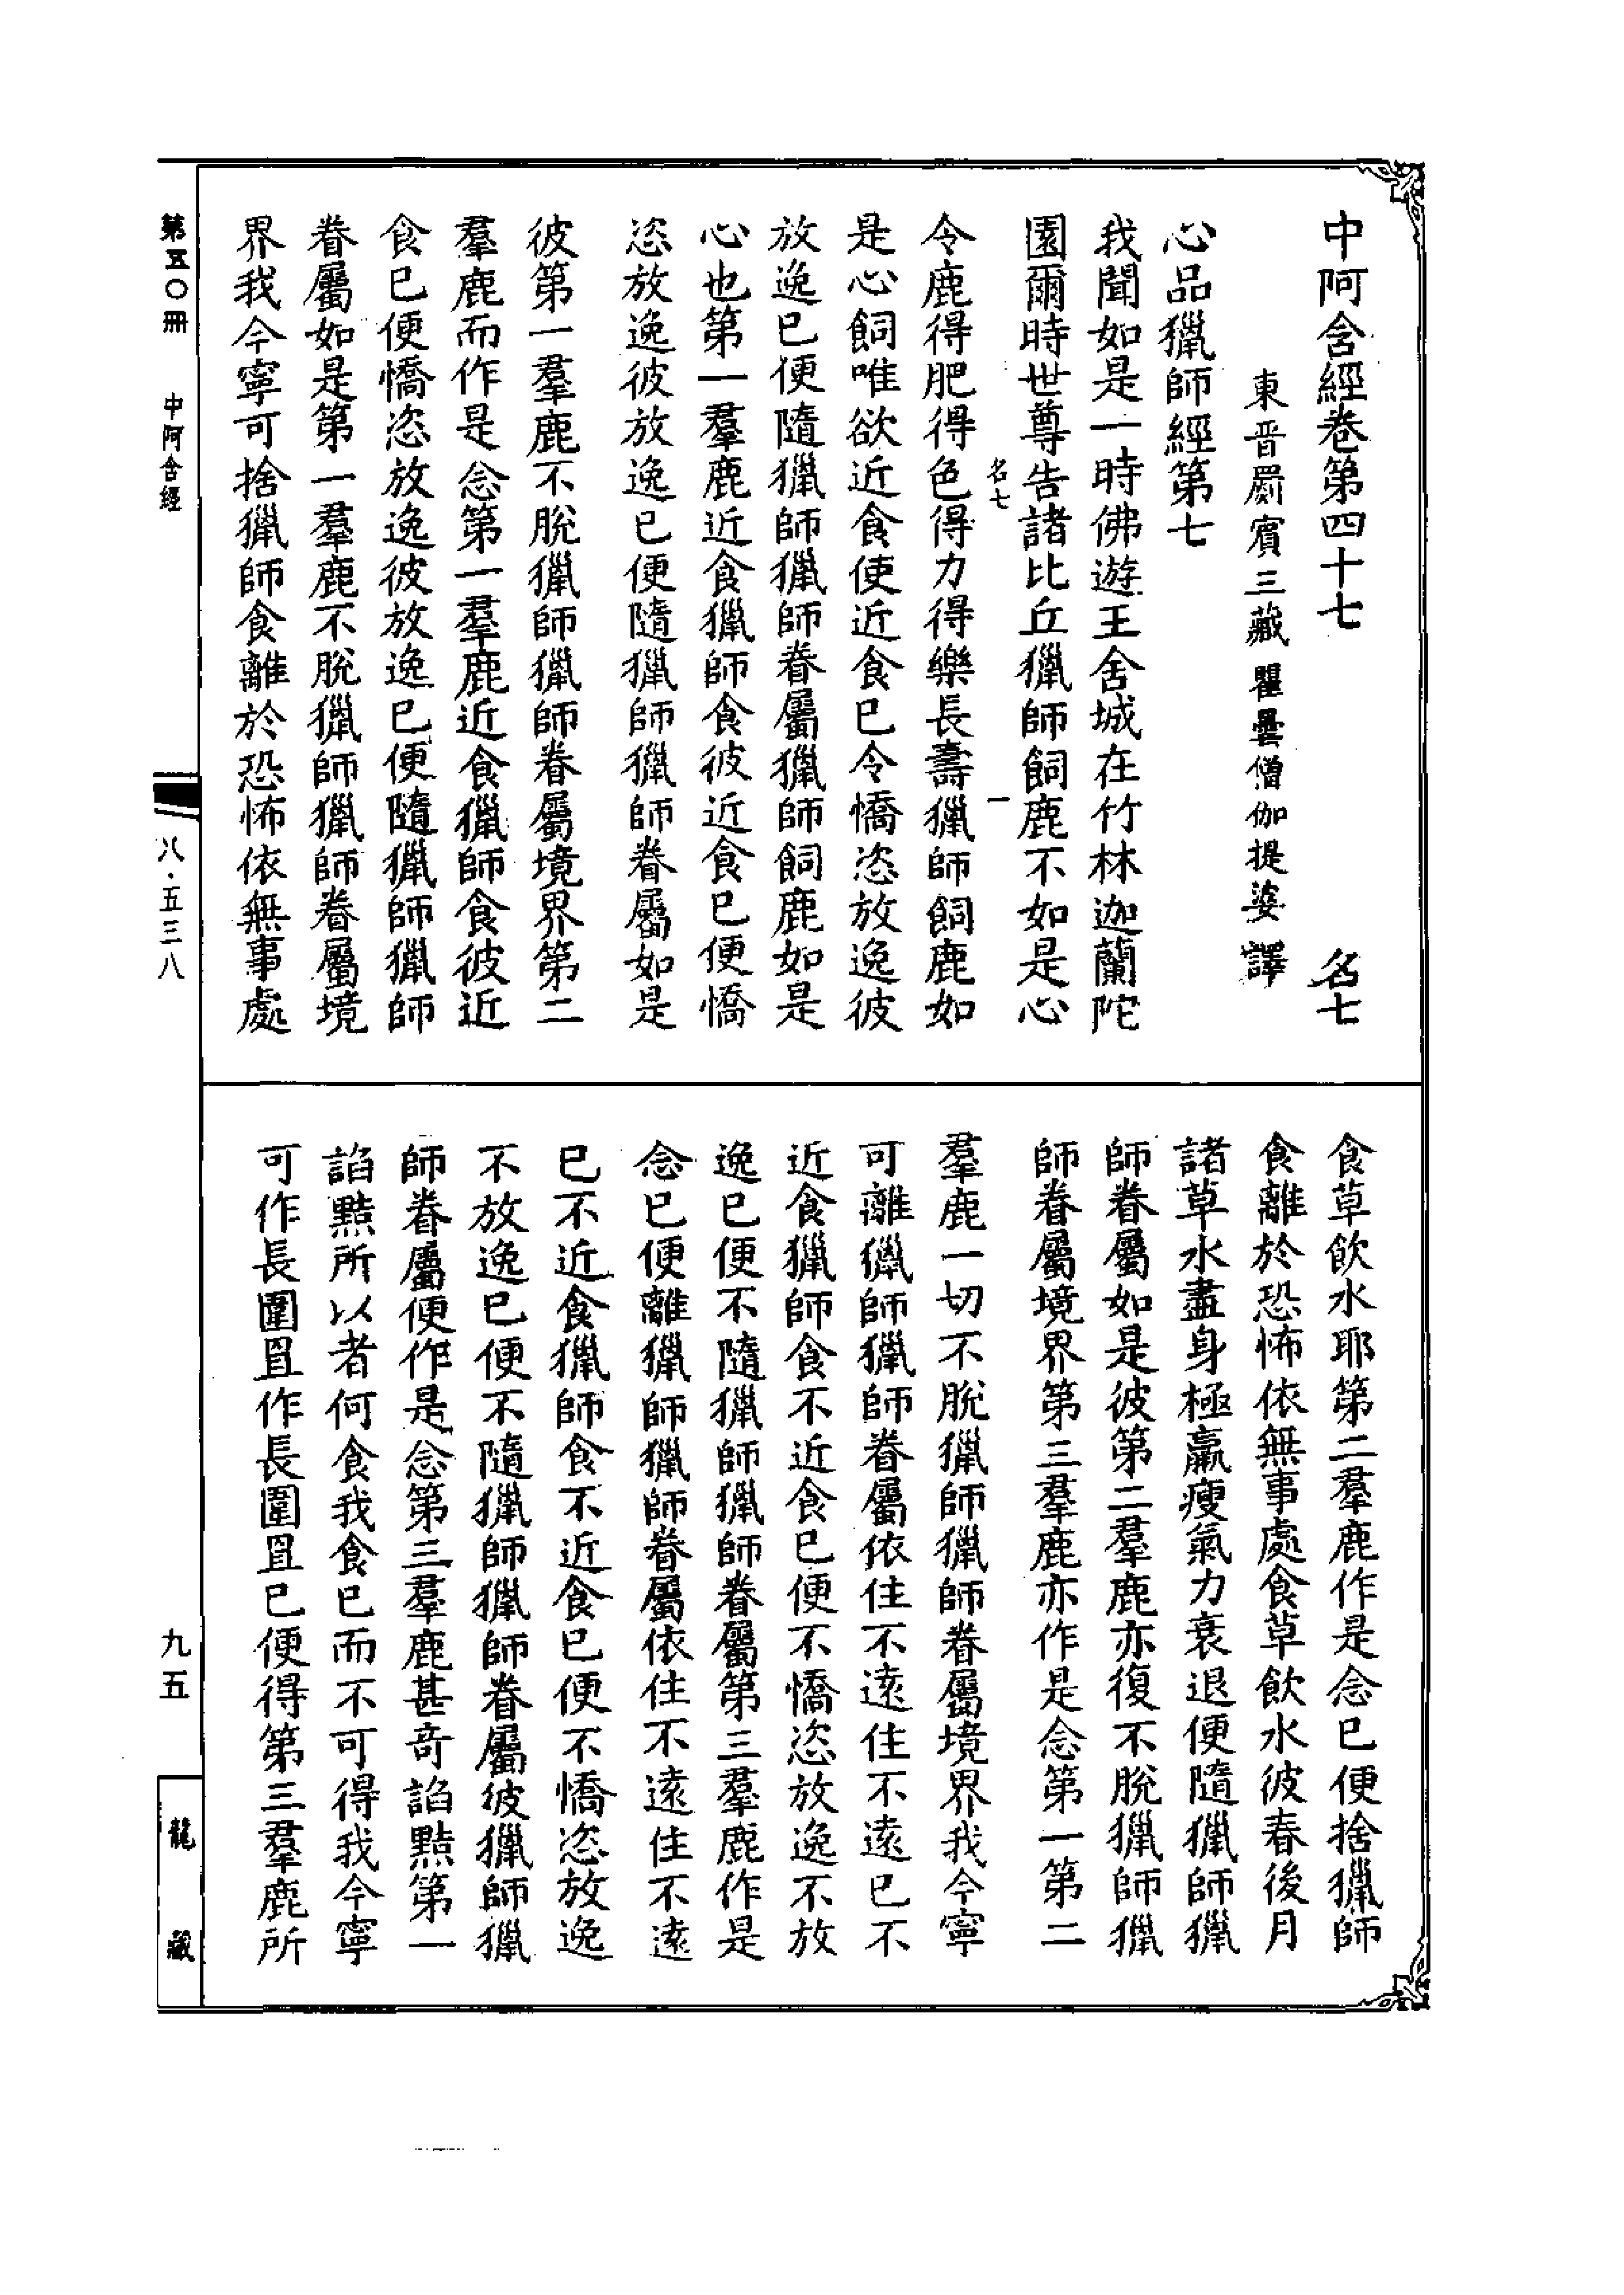 中阿含經卷第四十七　名七
東晉罽賓三藏瞿曇僧伽提婆譯
心品獵師經第七
我聞如是一時佛遊王舍城在竹林迦蘭陀
園爾時世尊告諸比丘獵師飼鹿不如是心
名七　一
令鹿得肥得色得力得樂長壽獵師飼鹿如
是心飼唯欲近食使近食已令憍恣放逸彼
放逸已便隨獵師獵師眷屬獵師飼鹿如是
心也第一羣鹿近食獵師食彼近食已便憍
恣放逸彼放逸已便隨獵師獵師眷屬如是
彼第一羣鹿不脫獵師獵師眷屬境界第二
羣鹿而作是念第一羣鹿近食獵師食彼近
食已便憍恣放逸彼放逸已便隨獵師獵師
眷屬如是第一羣鹿不脫獵師獵師眷屬境
界我今寧可捨獵師食離於恐怖依無事處
食草飲水耶第二羣鹿作是念已便捨獵師
食離於恐怖依無事處食草飲水彼春後月
諸草水盡身極羸瘦氣力衰退便隨獵師獵
師眷屬如是彼第二羣鹿亦復不脫獵師獵
師眷屬境界第三羣鹿亦作是念第一第二
羣鹿一切不脫獵師獵師眷屬境界我今寧
可離獵師獵師眷屬依住不遠住不遠已不
近食獵師食不近食已便不憍恣放逸不放
逸已便不隨獵師獵師眷屬第三羣鹿作是
念已便離獵師獵師眷屬依住不遠住不遠
已不近食獵師食不近食已便不憍恣放逸
不放逸已便不隨獵師獵師眷屬彼獵師獵
師眷屬便作是念第三羣鹿甚奇諂黠第一
諂黠所以者何食我食已而不可得我今寧
可作長圍罝作長圍罝已便得第三羣鹿所
第五〇冊　中阿含經
八·五三八
九五
龍藏